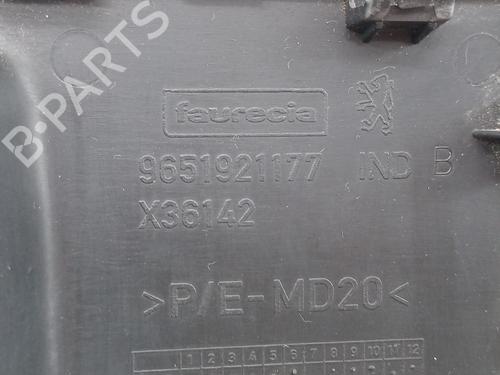 B-PARTS
faurecia
9651921177 IND B
X36142
>P/E-MD20<
1 2 3 4 5 6 7 8 9 10 11 12